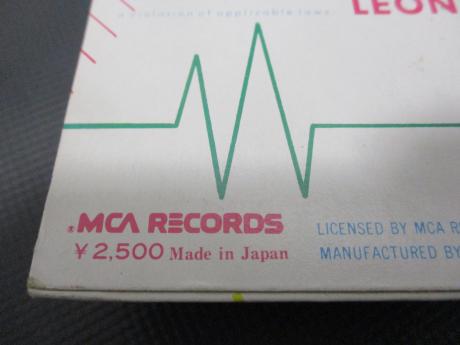 a violation of applicable laws.
LEON
® MCA RECORDS
¥2,500 Made in Japan
LICENSED BY MCA R
MANUFACTURED BY